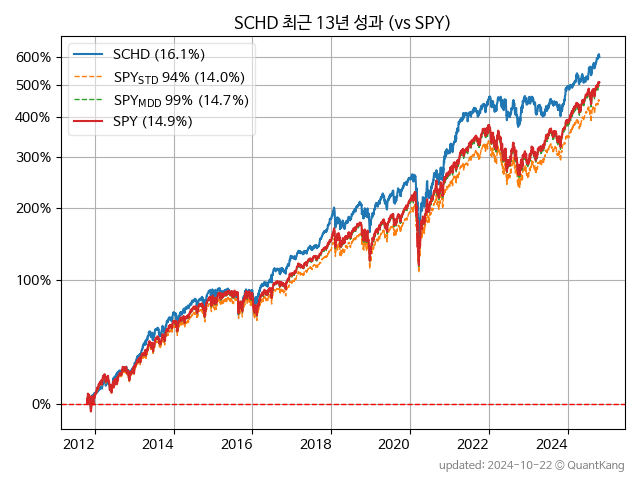 SCHD 최근 13년 성과 (vs SPY)
SCHD (16.1%)
SPY_STD 94% (14.0%)
SPY_MDD 99% (14.7%)
SPY (14.9%)
600%
500%
400%
300%
200%
100%
0%
2012 2014 2016 2018 2020 2022 2024
updated: 2024-10-22 © QuantKang